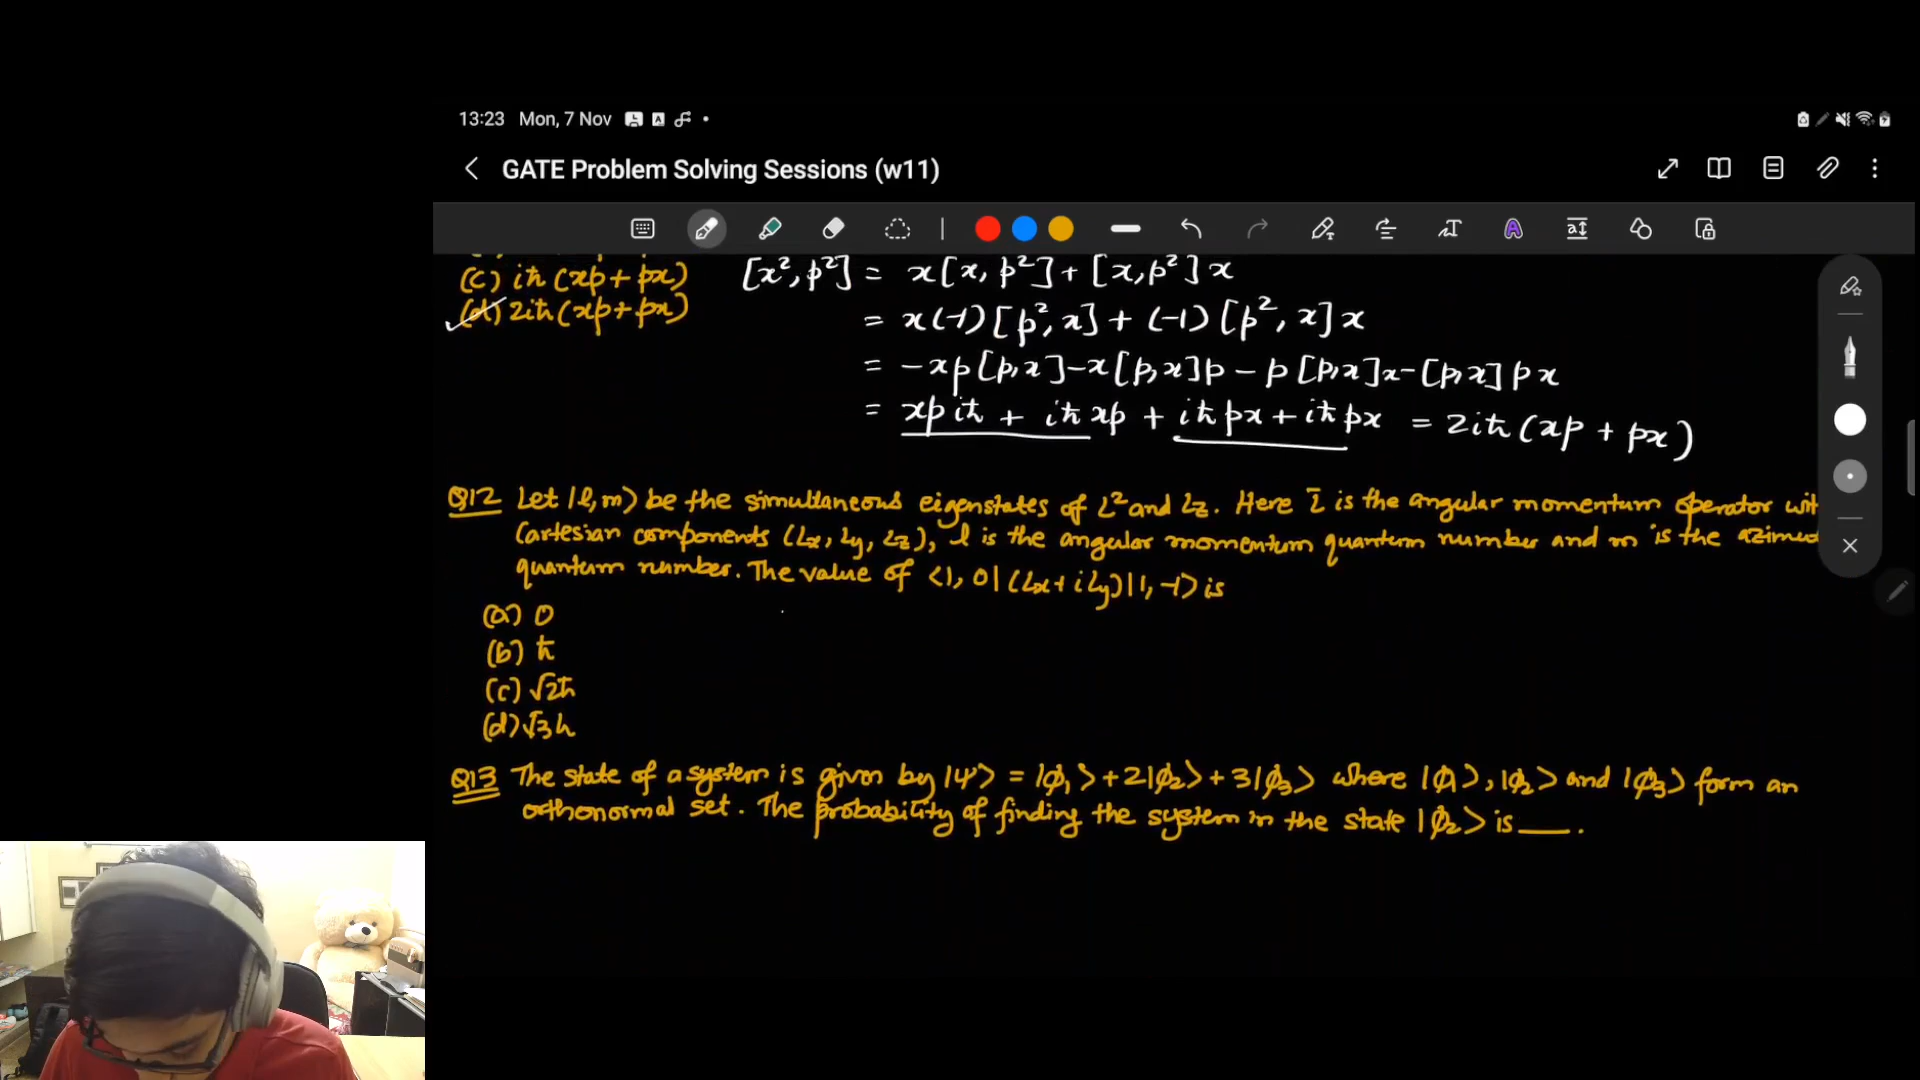 13:23 Mon, 7 Nov
GATE Problem Solving Sessions (w11)
(c) iħ(xp+px) [x², p²] = x[x, p²] + [x, p²] x
(d) 2iħ(xp+px) = x(-1)[p², x] + (-1)[p², x] x
= -xp[p,x] - x[p,x]p - p[p,x]x - [p,x] px
= xp iħ + iħ xp + iħ px + iħ px = 2iħ(xp + px)
Q12 Let |l,m> be the simultaneous eigenstates of L² and Lz. Here L̄ is the angular momentum operator wit
Cartesian components (Lx, Ly, Lz), l is the angular momentum quantum number and m is the azimu
quantum number. The value of <1, 0|(Lx+iLy)|1, -1> is
(a) 0
(b) ħ
(c) √2ħ
(d) √3ħ
Q13 The state of a system is given by |ψ> = |φ₁> + 2|φ₂> + 3|φ₃> where |φ₁>, |φ₂> and |φ₃> form an
orthonormal set. The probability of finding the system in the state |φ₂> is ___.